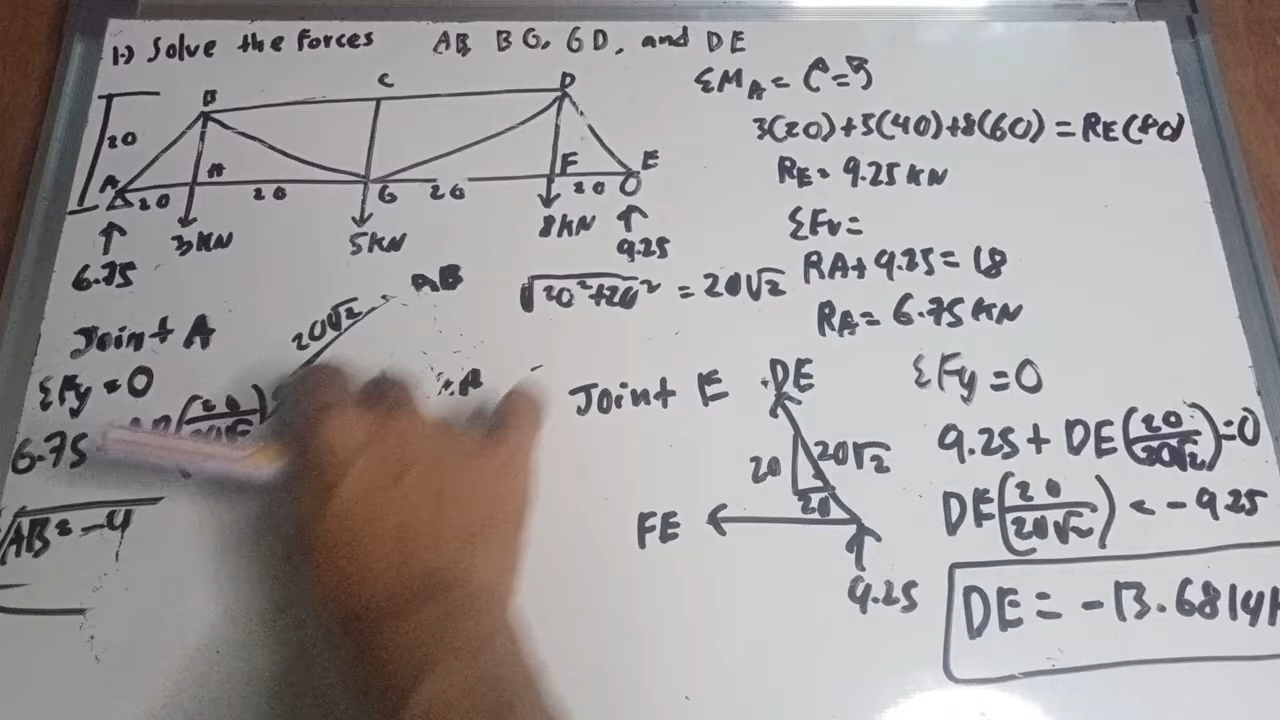 1.) Solve the Forces AB, BG, GD, and DE
B C D
20
A H G F E
20 20 20 20
3KN 5KN 8KN
6.75 9.25
ΣMA = ↷=↶
3(20)+5(40)+8(60) = RE(80)
RE = 9.25 KN
ΣFv=
RA+9.25=18
RA= 6.75KN
√20²+20² = 20√2
Joint A
ΣFy =0
6.75
20√2
AB
Joint E
DE
20 20√2
20
FE
9.25
ΣFy =0
9.25 + DE(20/20√2)=0
DE(20/20√2) = -9.25
DE = -13.0814